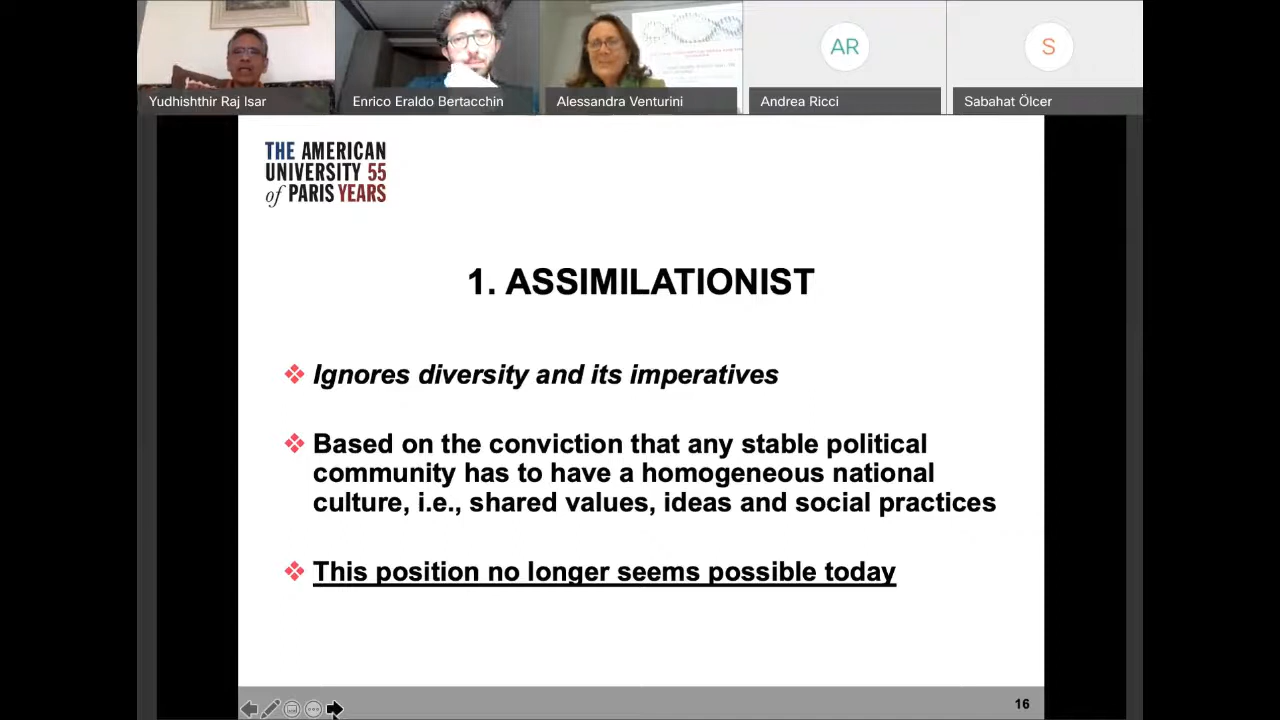 AR
S
Yudhishthir Raj Isar
Enrico Eraldo Bertacchin
Alessandra Venturini
Andrea Ricci
Sabahat Ölcer
THE AMERICAN
UNIVERSITY 55
of PARIS YEARS
1. ASSIMILATIONIST
❖ Ignores diversity and its imperatives
❖ Based on the conviction that any stable political
community has to have a homogeneous national
culture, i.e., shared values, ideas and social practices
❖ This position no longer seems possible today
16